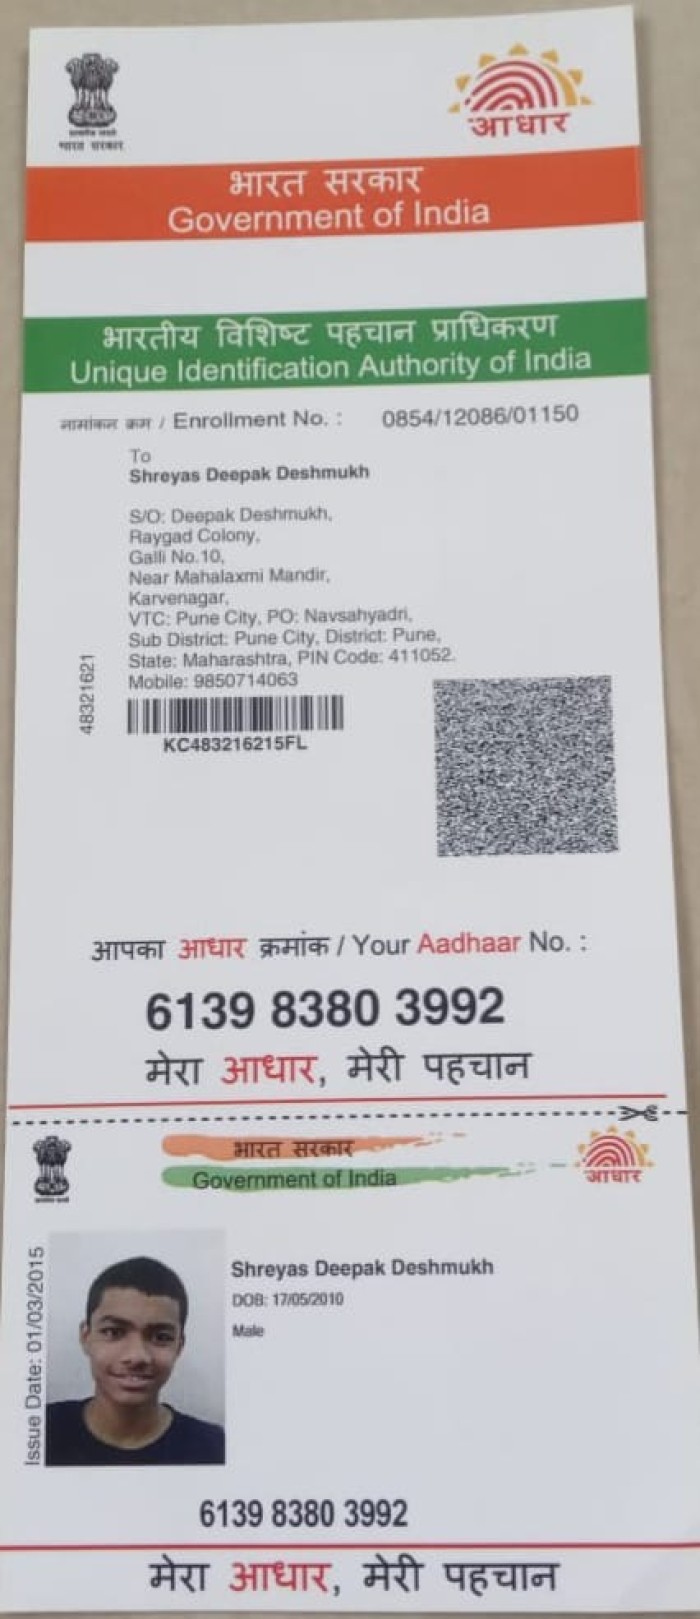 भारत सरकार
आधार
भारत सरकार
Government of India
भारतीय विशिष्ट पहचान प्राधिकरण
Unique Identification Authority of India
नामांकन क्रम / Enrollment No. : 0854/12086/01150
To
Shreyas Deepak Deshmukh
S/O: Deepak Deshmukh,
Raygad Colony,
Galli No.10,
Near Mahalaxmi Mandir,
Karvenagar,
VTC: Pune City, PO: Navsahyadri,
Sub District: Pune City, District: Pune,
State: Maharashtra, PIN Code: 411052.
Mobile: 9850714063
48321621
KC483216215FL
आपका आधार क्रमांक / Your Aadhaar No. :
6139 8380 3992
मेरा आधार, मेरी पहचान
भारत सरकार
Government of India
आधार
Issue Date: 01/03/2015
Shreyas Deepak Deshmukh
DOB: 17/05/2010
Male
6139 8380 3992
मेरा आधार, मेरी पहचान